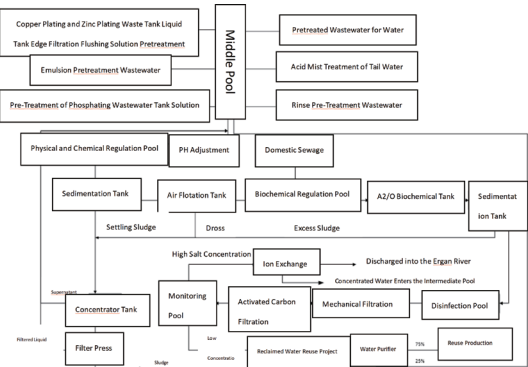 Copper Plating and Zinc Plating Waste Tank Liquid
Tank Edge Filtration Flushing Solution Pretreatment
Pretreated Wastewater for Water
Middle Pool
Emulsion Pretreatment Wastewater
Acid Mist Treatment of Tail Water
Pre-Treatment of Phosphating Wastewater Tank Solution
Rinse Pre-Treatment Wastewater
Physical and Chemical Regulation Pool
PH Adjustment
Domestic Sewage
Sedimentation Tank
Air Flotation Tank
Biochemical Regulation Pool
A2/O Biochemical Tank
Sedimentat
ion Tank
Settling Sludge
Dross
Excess Sludge
High Salt Concentration
Ion Exchange
Discharged into the Ergan River
Concentrated Water Enters the Intermediate Pool
Supernatant
Concentrator Tank
Monitoring
Pool
Activated Carbon
Filtration
Mechanical Filtration
Disinfection Pool
Filtered Liquid
Filter Press
Sludge
Low
Concentratio
Reclaimed Water Reuse Project
Water Purifier
75%
25%
Reuse Production